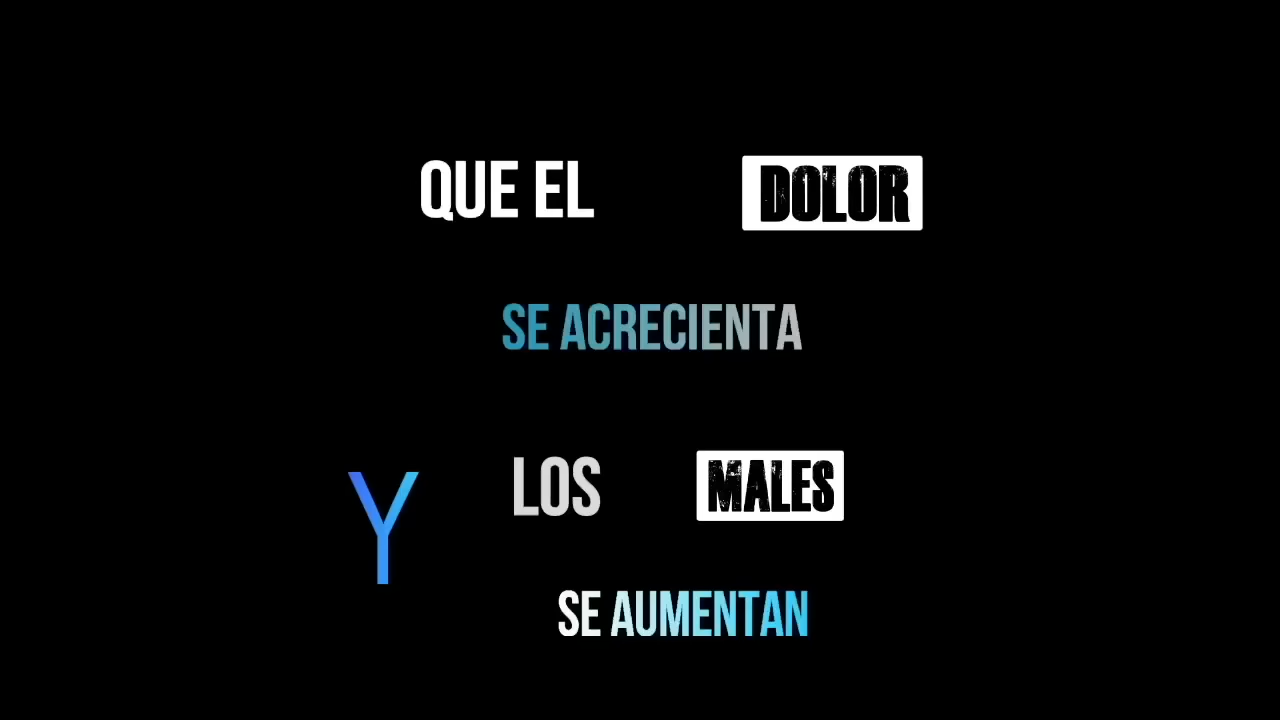 QUE EL DOLOR
SE ACRECIENTA
Y LOS MALES
SE AUMENTAN